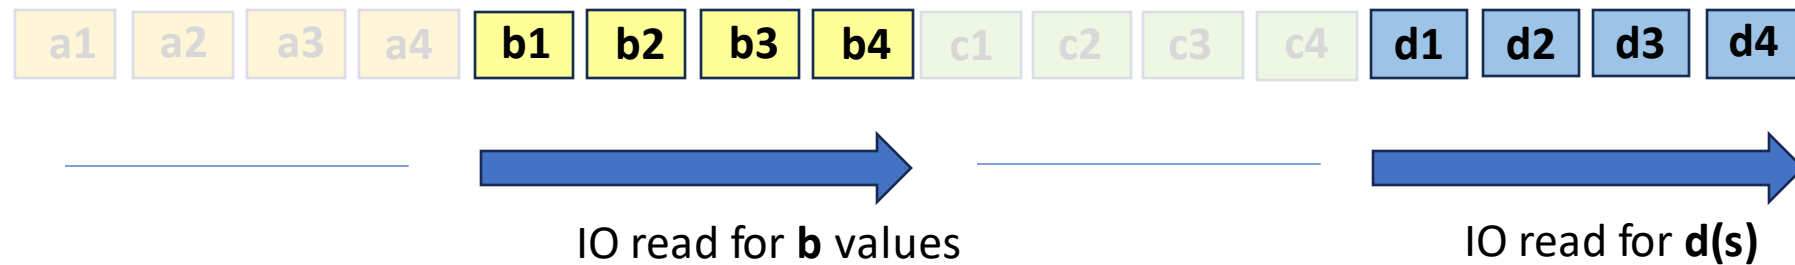 a1 a2 a3 a4 b1 b2 b3 b4 c1 c2 c3 c4 d1 d2 d3 d4
IO read for b values
IO read for d(s)